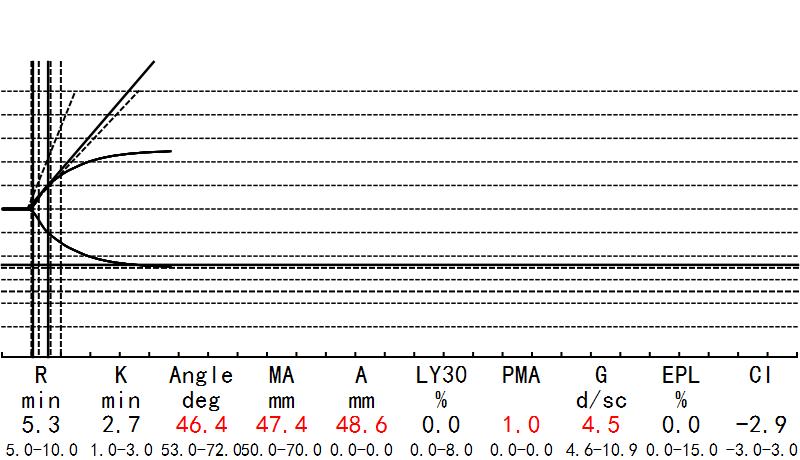 R K Angle MA A LY30 PMA G EPL CI
min min deg mm mm % d/sc %
5.3 2.7 46.4 47.4 48.6 0.0 1.0 4.5 0.0 -2.9
5.0-10.0 1.0-3.0 53.0-72.050.0-70.0 0.0-0.0 0.0-8.0 0.0-0.0 4.6-10.9 0.0-15.0 -3.0-3.0